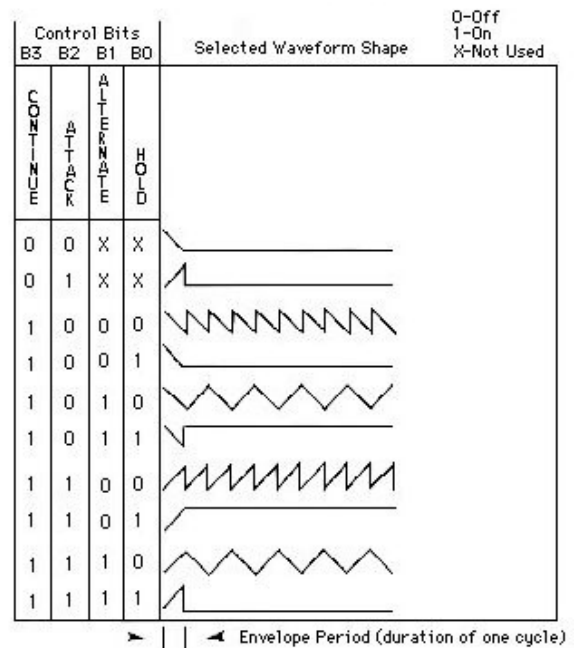 0-Off
1-On
X-Not Used
Control Bits
B3 B2 B1 B0
Selected Waveform Shape
CONTINUE
ATTACK
ALTERNATE
HOLD
0 0 X X
0 1 X X
1 0 0 0
1 0 0 1
1 0 1 0
1 0 1 1
1 1 0 0
1 1 0 1
1 1 1 0
1 1 1 1
Envelope Period (duration of one cycle)